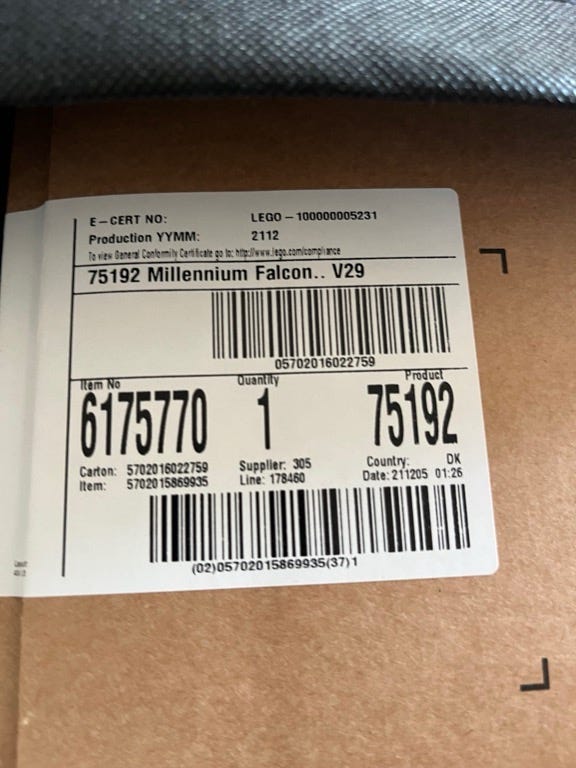 E-CERT NO: LEGO - 100000005231
Production YYMM: 2112
To view General Conformity Certificate go to: http://www.lego.com/compliance
75192 Millennium Falcon.. V29
05702016022759
Item No Quantity Product
6175770 1 75192
Carton: 5702016022759 Supplier: 305 Country: DK
Item: 5702015869935 Line: 178460 Date: 211205 01:26
(02)05702015869935(37)1